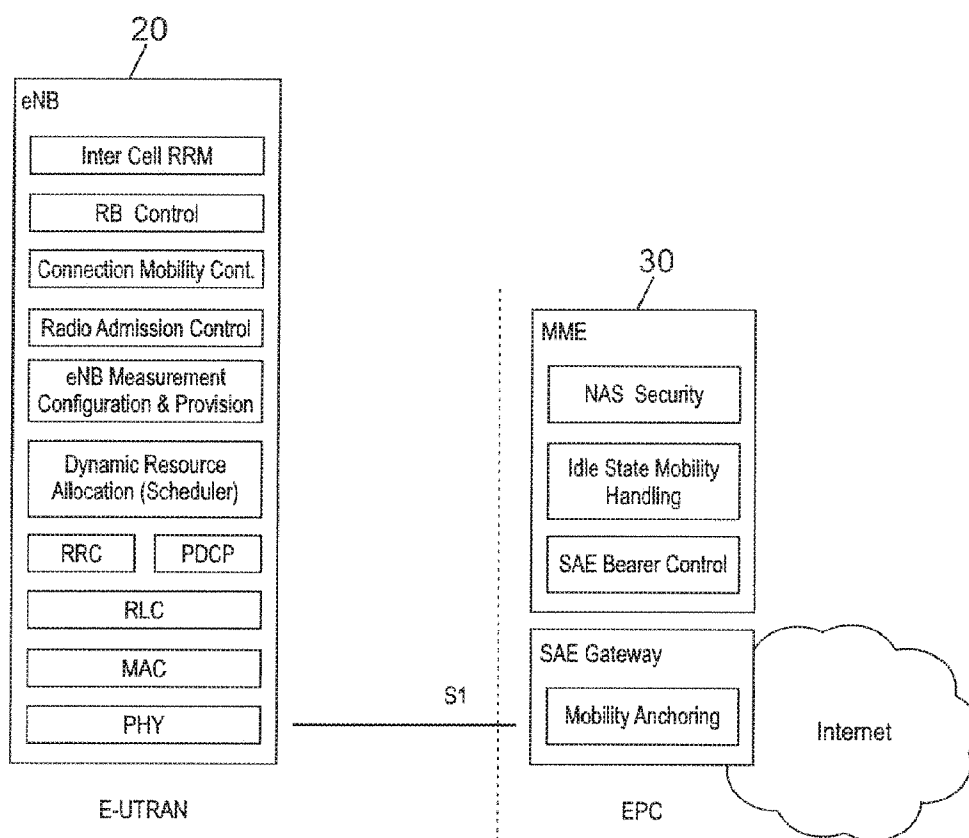 20
eNB
Inter Cell RRM
RB Control
Connection Mobility Cont.
Radio Admission Control
eNB Measurement
Configuration & Provision
Dynamic Resource
Allocation (Scheduler)
RRC
PDCP
RLC
MAC
PHY
E-UTRAN
S1
30
MME
NAS Security
Idle State Mobility
Handling
SAE Bearer Control
SAE Gateway
Mobility Anchoring
EPC
Internet